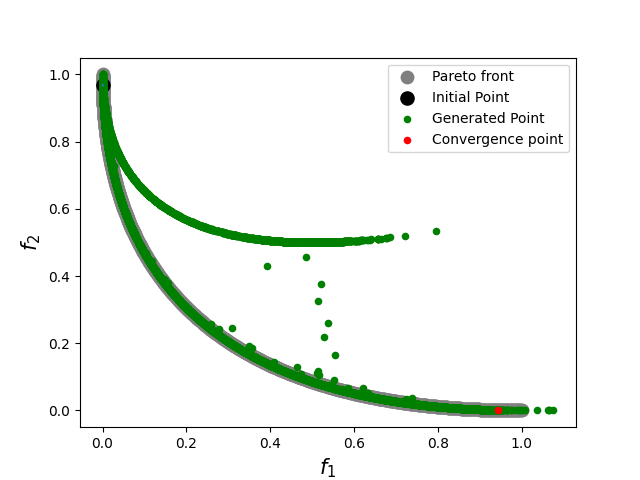 1.0
0.8
0.6
0.4
0.2
0.0
f2
Pareto front
Initial Point
Generated Point
Convergence point
0.0 0.2 0.4 0.6 0.8 1.0
f1